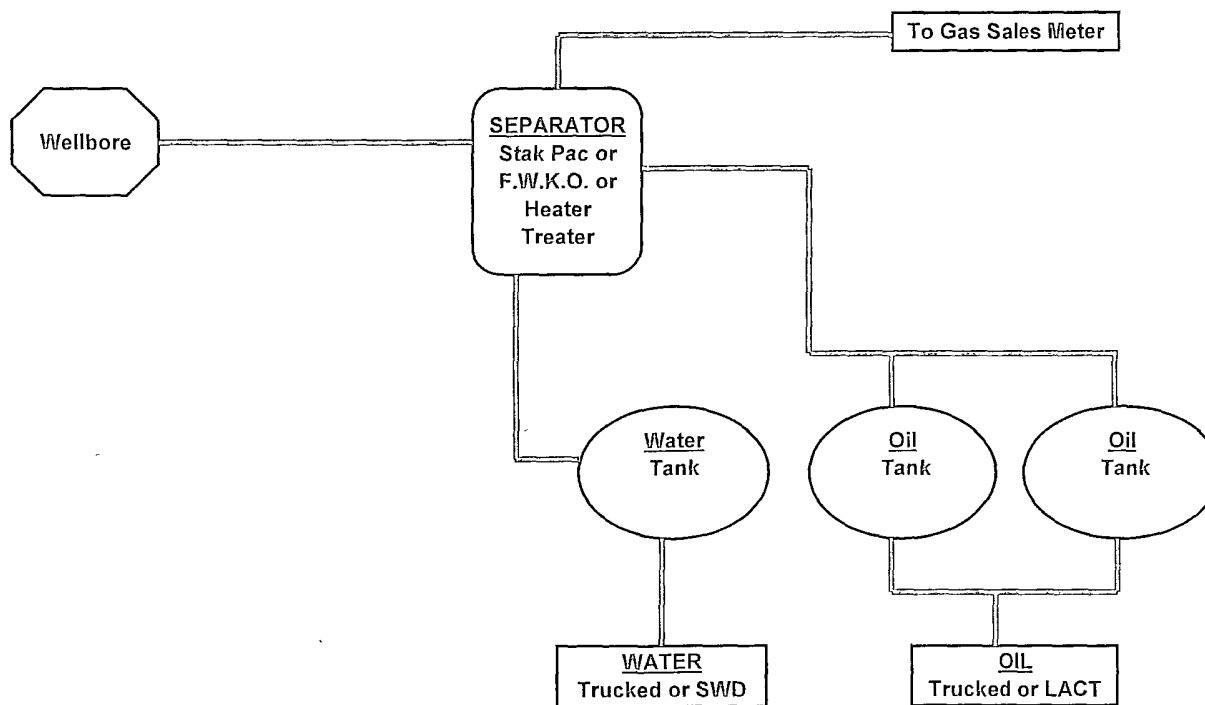 To Gas Sales Meter
Wellbore
SEPARATOR
Stak Pac or
F.W.K.O. or
Heater
Treater
Water
Tank
Oil
Tank
Oil
Tank
WATER
Trucked or SWD
OIL
Trucked or LACT